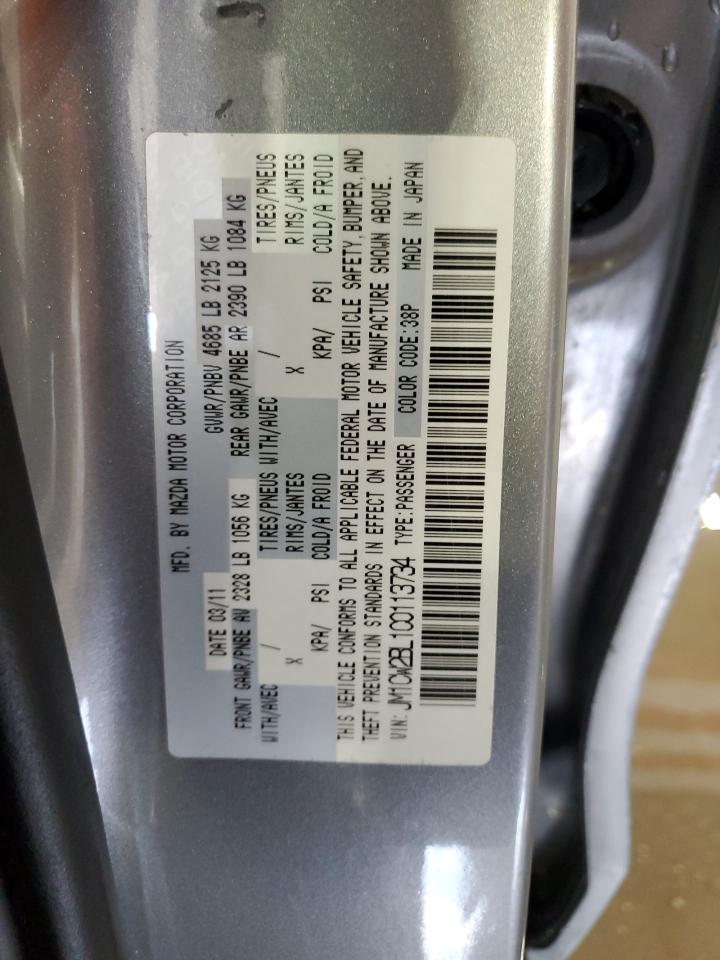 MFD. BY MAZDA MOTOR CORPORATION
DATE 03/11 GVWR/PNBV 4685 LB 2125 KG
FRONT GAWR/PNBE AV 2328 LB 1056 KG REAR GAWR/PNBE AR 2390 LB 1084 KG
WITH/AVEC / TIRES/PNEUS WITH/AVEC / TIRES/PNEUS
X RIMS/JANTES X RIMS/JANTES
KPA/ PSI COLD/A FROID KPA/ PSI COLD/A FROID
THIS VEHICLE CONFORMS TO ALL APPLICABLE FEDERAL MOTOR VEHICLE SAFETY, BUMPER, AND
THEFT PREVENTION STANDARDS IN EFFECT ON THE DATE OF MANUFACTURE SHOWN ABOVE.
VIN: JM1CW2BL1C0113734 TYPE:PASSENGER COLOR CODE:38P MADE IN JAPAN